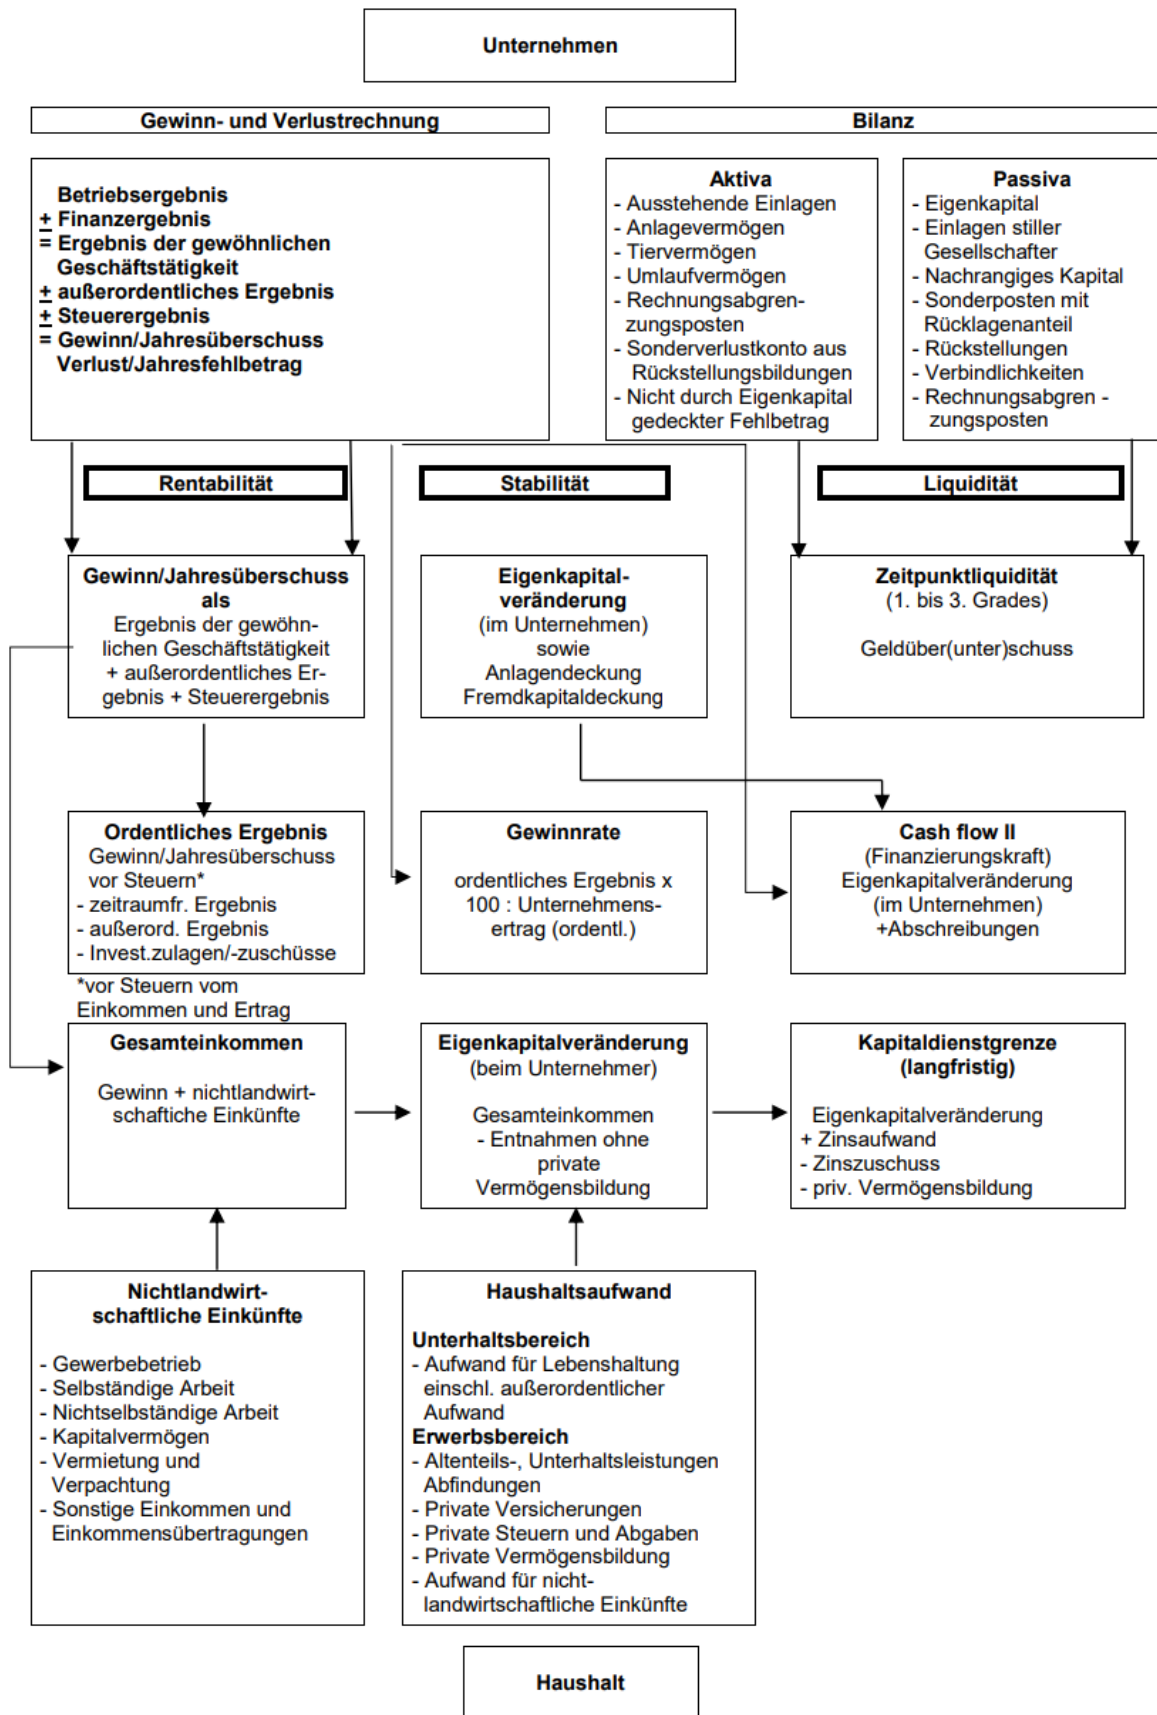 Unternehmen
Gewinn- und Verlustrechnung
Bilanz
Betriebsergebnis
+ Finanzergebnis
= Ergebnis der gewöhnlichen
Geschäftstätigkeit
+ außerordentliches Ergebnis
+ Steuerergebnis
= Gewinn/Jahresüberschuss
Verlust/Jahresfehlbetrag
Aktiva
- Ausstehende Einlagen
- Anlagevermögen
- Tiervermögen
- Umlaufvermögen
- Rechnungsabgren-
zungsposten
- Sonderverlustkonto aus
Rückstellungsbildungen
- Nicht durch Eigenkapital
gedeckter Fehlbetrag
Passiva
- Eigenkapital
- Einlagen stiller
Gesellschafter
- Nachrangiges Kapital
- Sonderposten mit
Rücklagenanteil
- Rückstellungen
- Verbindlichkeiten
- Rechnungsabgren -
zungsposten
Rentabilität
Stabilität
Liquidität
Gewinn/Jahresüberschuss
als
Ergebnis der gewöhn-
lichen Geschäftstätigkeit
+ außerordentliches Er-
gebnis + Steuerergebnis
Eigenkapital-
veränderung
(im Unternehmen)
sowie
Anlagendeckung
Fremdkapitaldeckung
Zeitpunktliquidität
(1. bis 3. Grades)
Geldüber(unter)schuss
Ordentliches Ergebnis
Gewinn/Jahresüberschuss
vor Steuern*
- zeitraumfr. Ergebnis
- außerord. Ergebnis
- Invest.zulagen/-zuschüsse
*vor Steuern vom
Einkommen und Ertrag
Gewinnrate
ordentliches Ergebnis x
100 : Unternehmens-
ertrag (ordentl.)
Cash flow II
(Finanzierungskraft)
Eigenkapitalveränderung
(im Unternehmen)
+Abschreibungen
Gesamteinkommen
Gewinn + nichtlandwirt-
schaftiche Einkünfte
Eigenkapitalveränderung
(beim Unternehmer)
Gesamteinkommen
- Entnahmen ohne
private
Vermögensbildung
Kapitaldienstgrenze
(langfristig)
Eigenkapitalveränderung
+ Zinsaufwand
- Zinszuschuss
- priv. Vermögensbildung
Nichtlandwirt-
schaftliche Einkünfte
- Gewerbebetrieb
- Selbständige Arbeit
- Nichtselbständige Arbeit
- Kapitalvermögen
- Vermietung und
Verpachtung
- Sonstige Einkommen und
Einkommensübertragungen
Haushaltsaufwand
Unterhaltsbereich
- Aufwand für Lebenshaltung
einschl. außerordentlicher
Aufwand
Erwerbsbereich
- Altenteils-, Unterhaltsleistungen
Abfindungen
- Private Versicherungen
- Private Steuern und Abgaben
- Private Vermögensbildung
- Aufwand für nicht-
landwirtschaftliche Einkünfte
Haushalt